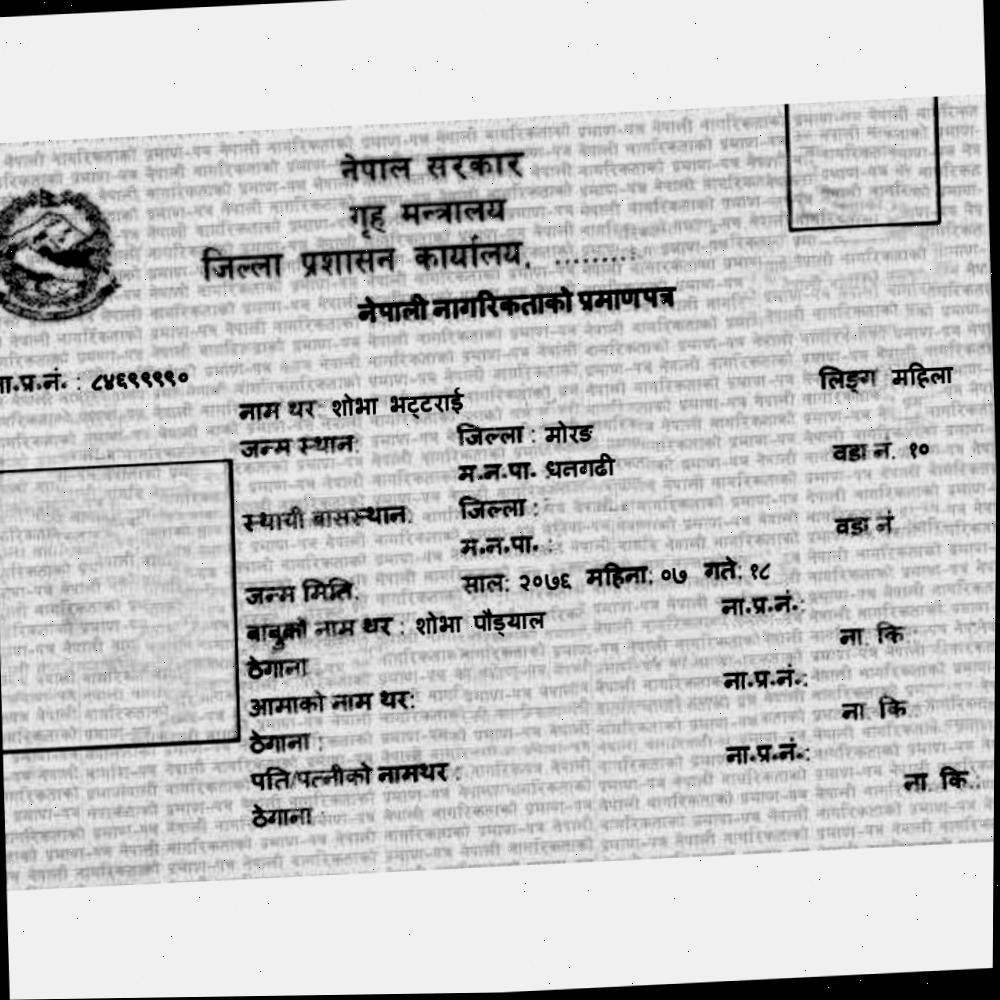 नेपाल सरकार
गृह मन्त्रालय
जिल्ला प्रशासन कार्यालय, ........
नेपाली नागरिकताको प्रमाणपत्र
ना.प्र.नं. : ८४६९९९९०
लिङ्ग महिला
नाम थर शोभा भट्टराई
जन्म स्थान: जिल्ला : मोरङ
वडा नं. १०
म.न.पा. धनगढी
स्थायी बासस्थान: जिल्ला :
वडा नं
म.न.पा. :
जन्म मिति: साल: २०७६ महिना: ०७ गते: १८
बाबुको नाम थर : शोभा पौड्याल
ना.प्र.नं.:
ठेगाना
ना. कि :
आमाको नाम थर:
ना.प्र.नं.:
ठेगाना :
ना. कि
पति/पत्नीको नामथर :
ना.प्र.नं.:
ठेगाना :
ना. कि.: